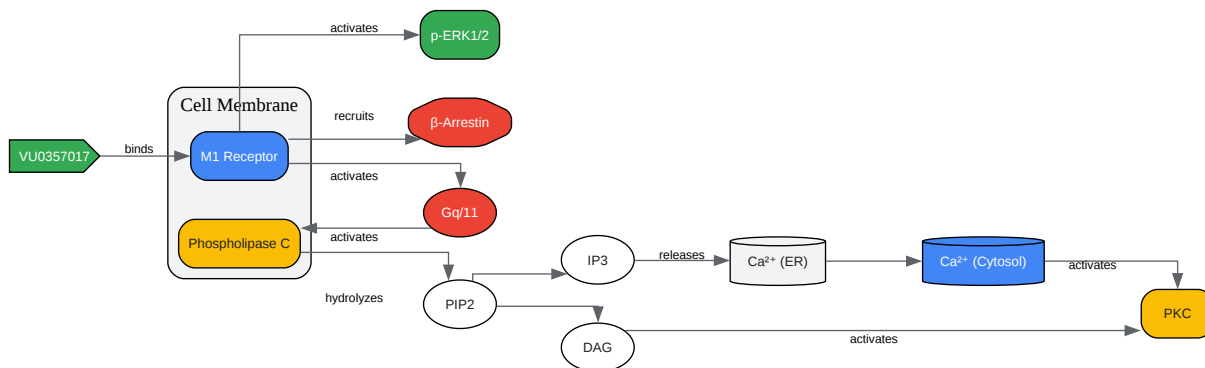 activates
p-ERK1/2
Cell Membrane
recruits
β-Arrestin
VU0357017
binds
M1 Receptor
activates
Gq/11
Phospholipase C
activates
IP3
releases
Ca²⁺ (ER)
Ca²⁺ (Cytosol)
activates
hydrolyzes
PIP2
PKC
DAG
activates